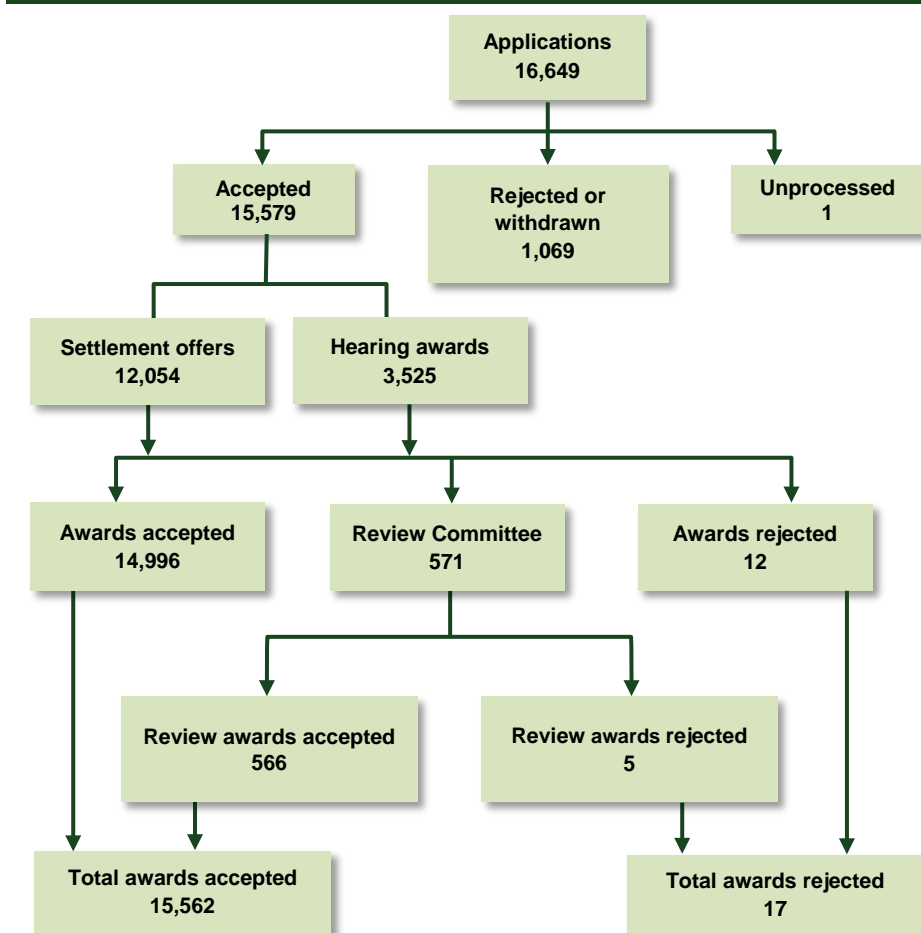 Applications
16,649
Accepted
15,579
Rejected or
withdrawn
1,069
Unprocessed
1
Settlement offers
12,054
Hearing awards
3,525
Awards accepted
14,996
Review Committee
571
Awards rejected
12
Review awards accepted
566
Review awards rejected
5
Total awards accepted
15,562
Total awards rejected
17